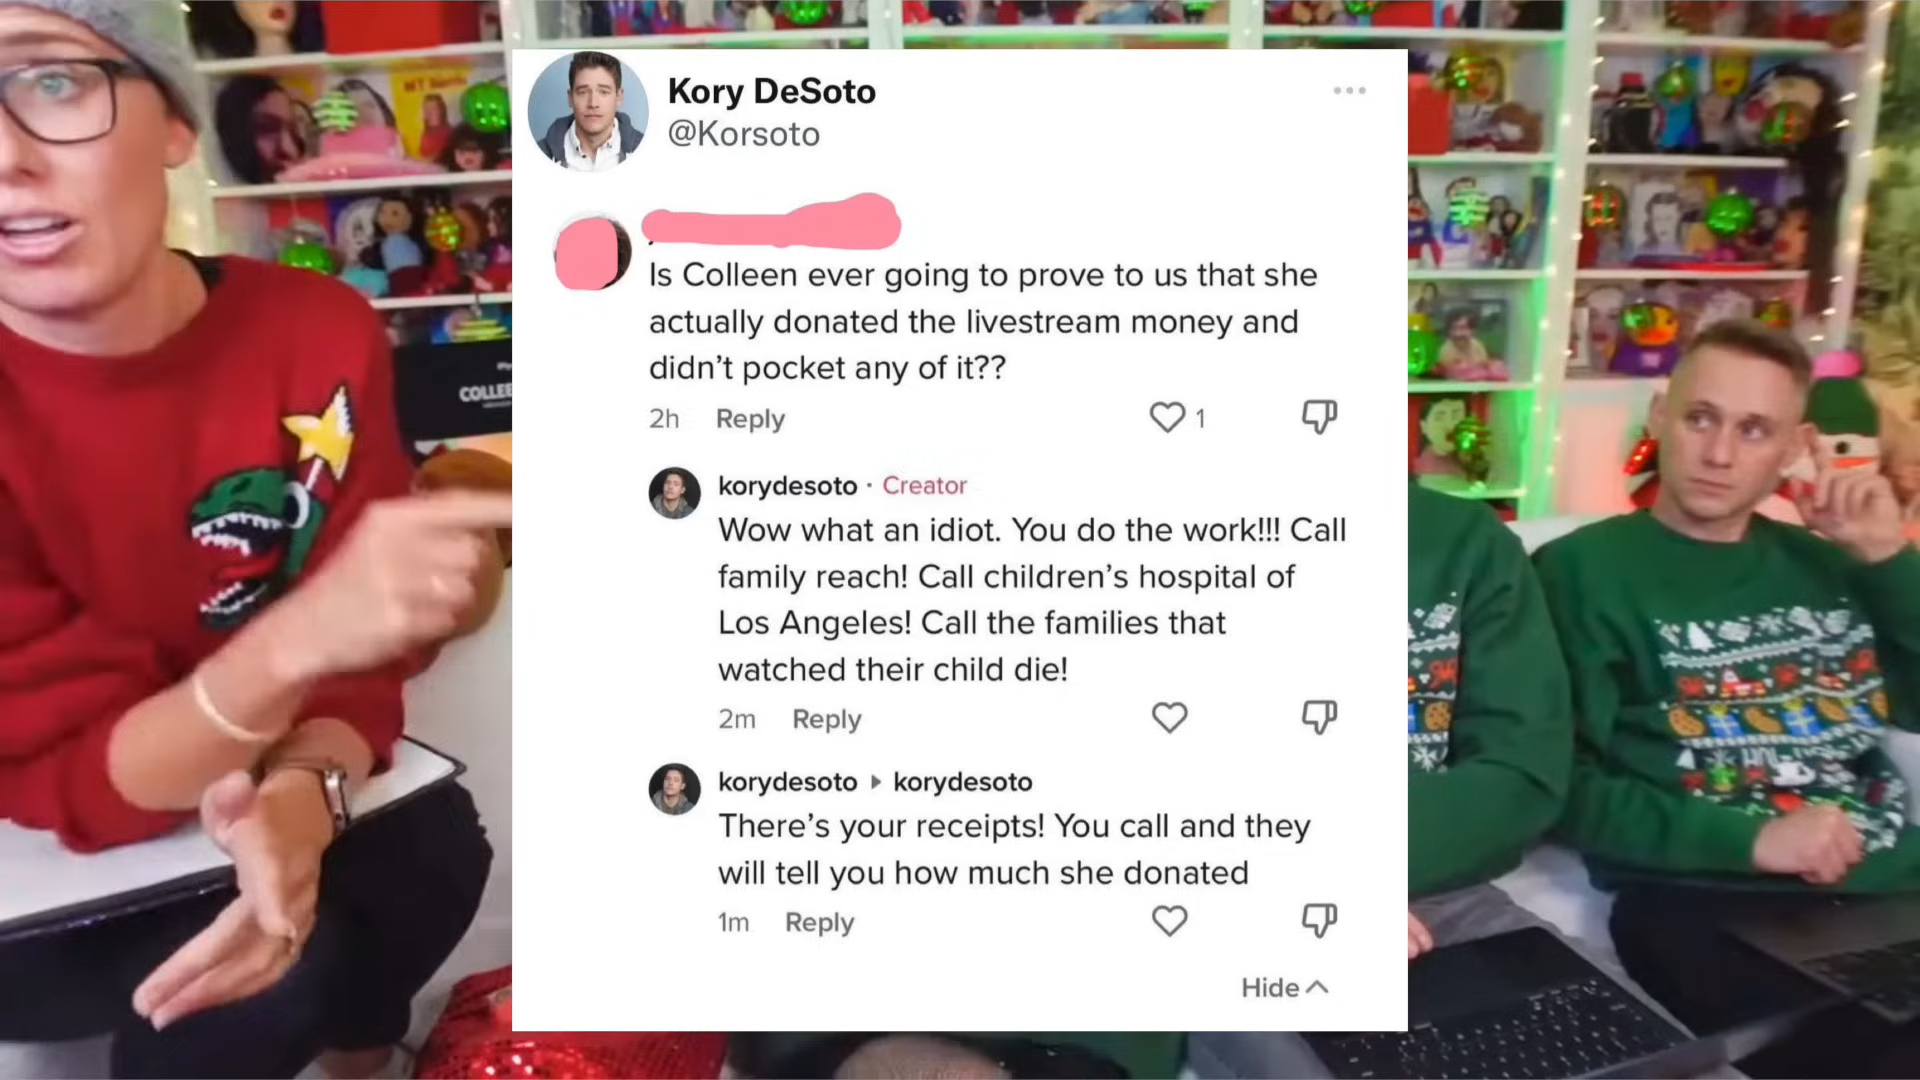 Kory DeSoto
@Korsoto
Is Colleen ever going to prove to us that she
actually donated the livestream money and
didn't pocket any of it??
2h Reply 1
korydesoto · Creator
Wow what an idiot. You do the work!!! Call
family reach! Call children's hospital of
Los Angeles! Call the families that
watched their child die!
2m Reply
korydesoto ▸ korydesoto
There's your receipts! You call and they
will tell you how much she donated
1m Reply
Hide
COLLEE